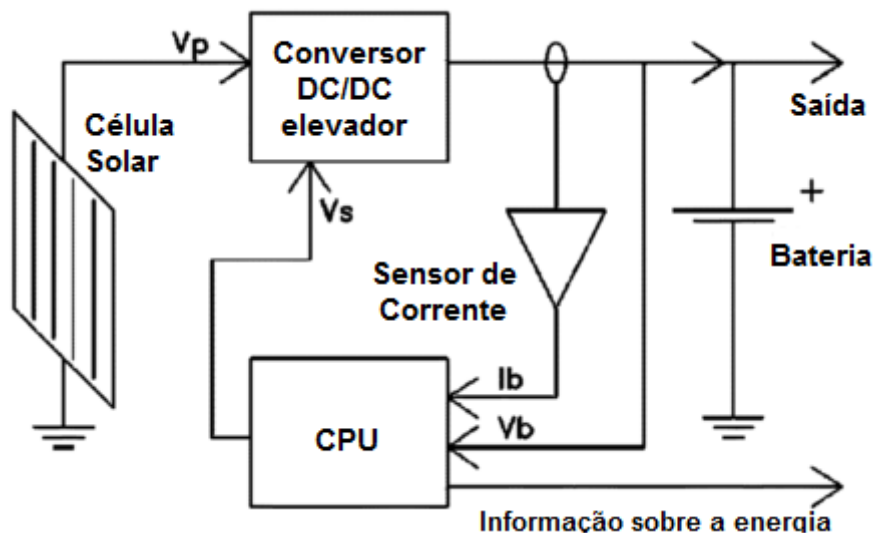 Vp
Conversor
DC/DC
elevador
Saída
Célula
Solar
Vs
+
Bateria
Sensor de
Corrente
Ib
Vb
CPU
Informação sobre a energia